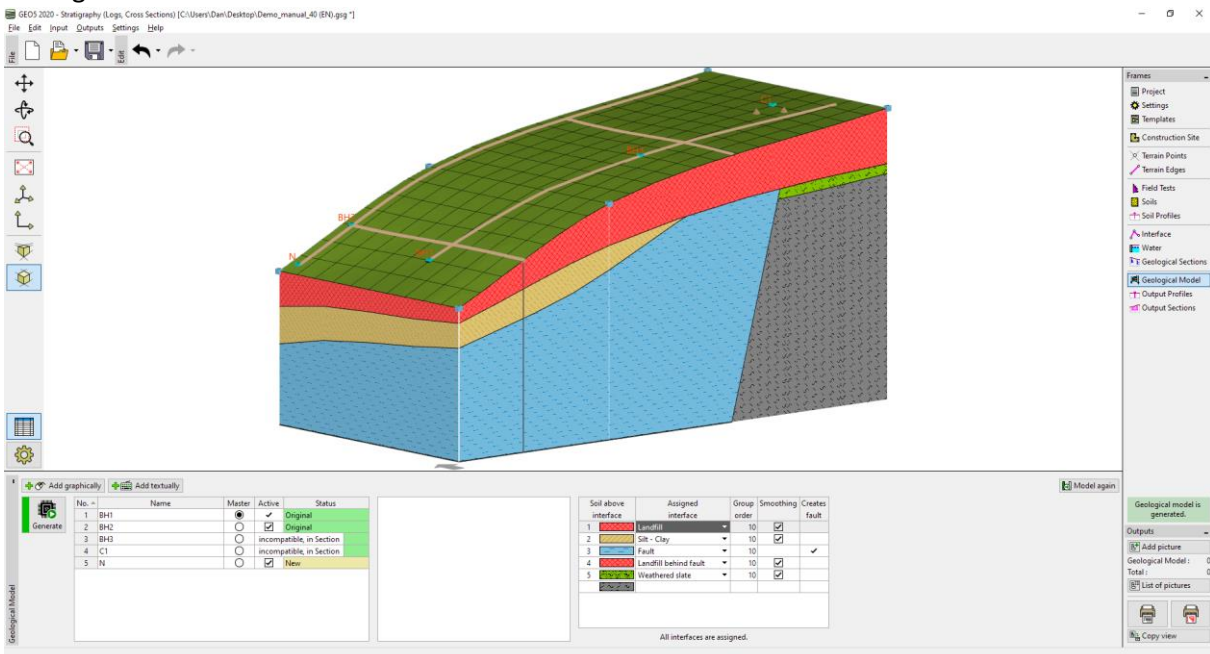 GEO5 2020 - Stratigraphy (Logs, Cross Sections) [C:\Users\Dan\Desktop\Demo_manual_40 (EN).gsg *]
File Edit Input Outputs Settings Help
File
Edit
N
Frames
Project
Settings
Templates
Construction Site
Terrain Points
Terrain Edges
Field Tests
Soils
Soil Profiles
Interface
Water
Geological Sections
Geological Model
Output Profiles
Output Sections
Add graphically Add textually
Model again
Generate
No. Name Master Active Status
1 BH1 Original
2 BH2 Original
3 BH3 incompatible, in Section
4 C1 incompatible, in Section
5 N New
Soil above interface Assigned interface Group order Smoothing Creates fault
1 Landfill 10
2 Silt - Clay 10
3 Fault 10
4 Landfill behind fault 10
5 Weathered slate 10
All interfaces are assigned.
Geological Model
Geological model is generated.
Outputs
Add picture
Geological Model : 0
Total : 0
List of pictures
Copy view